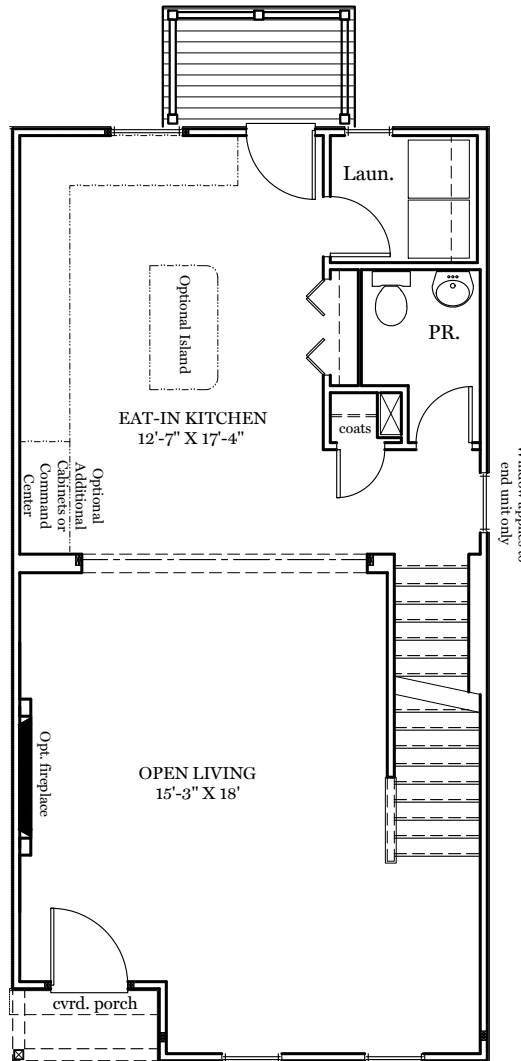 Laun.
PR.
Optional Island
EAT-IN KITCHEN
12'-7" X 17'-4"
coats
Optional
Additional
Cabinets or
Command
Center
end unit only
OPEN LIVING
15'-3" X 18'
Opt. fireplace
cvrd. porch